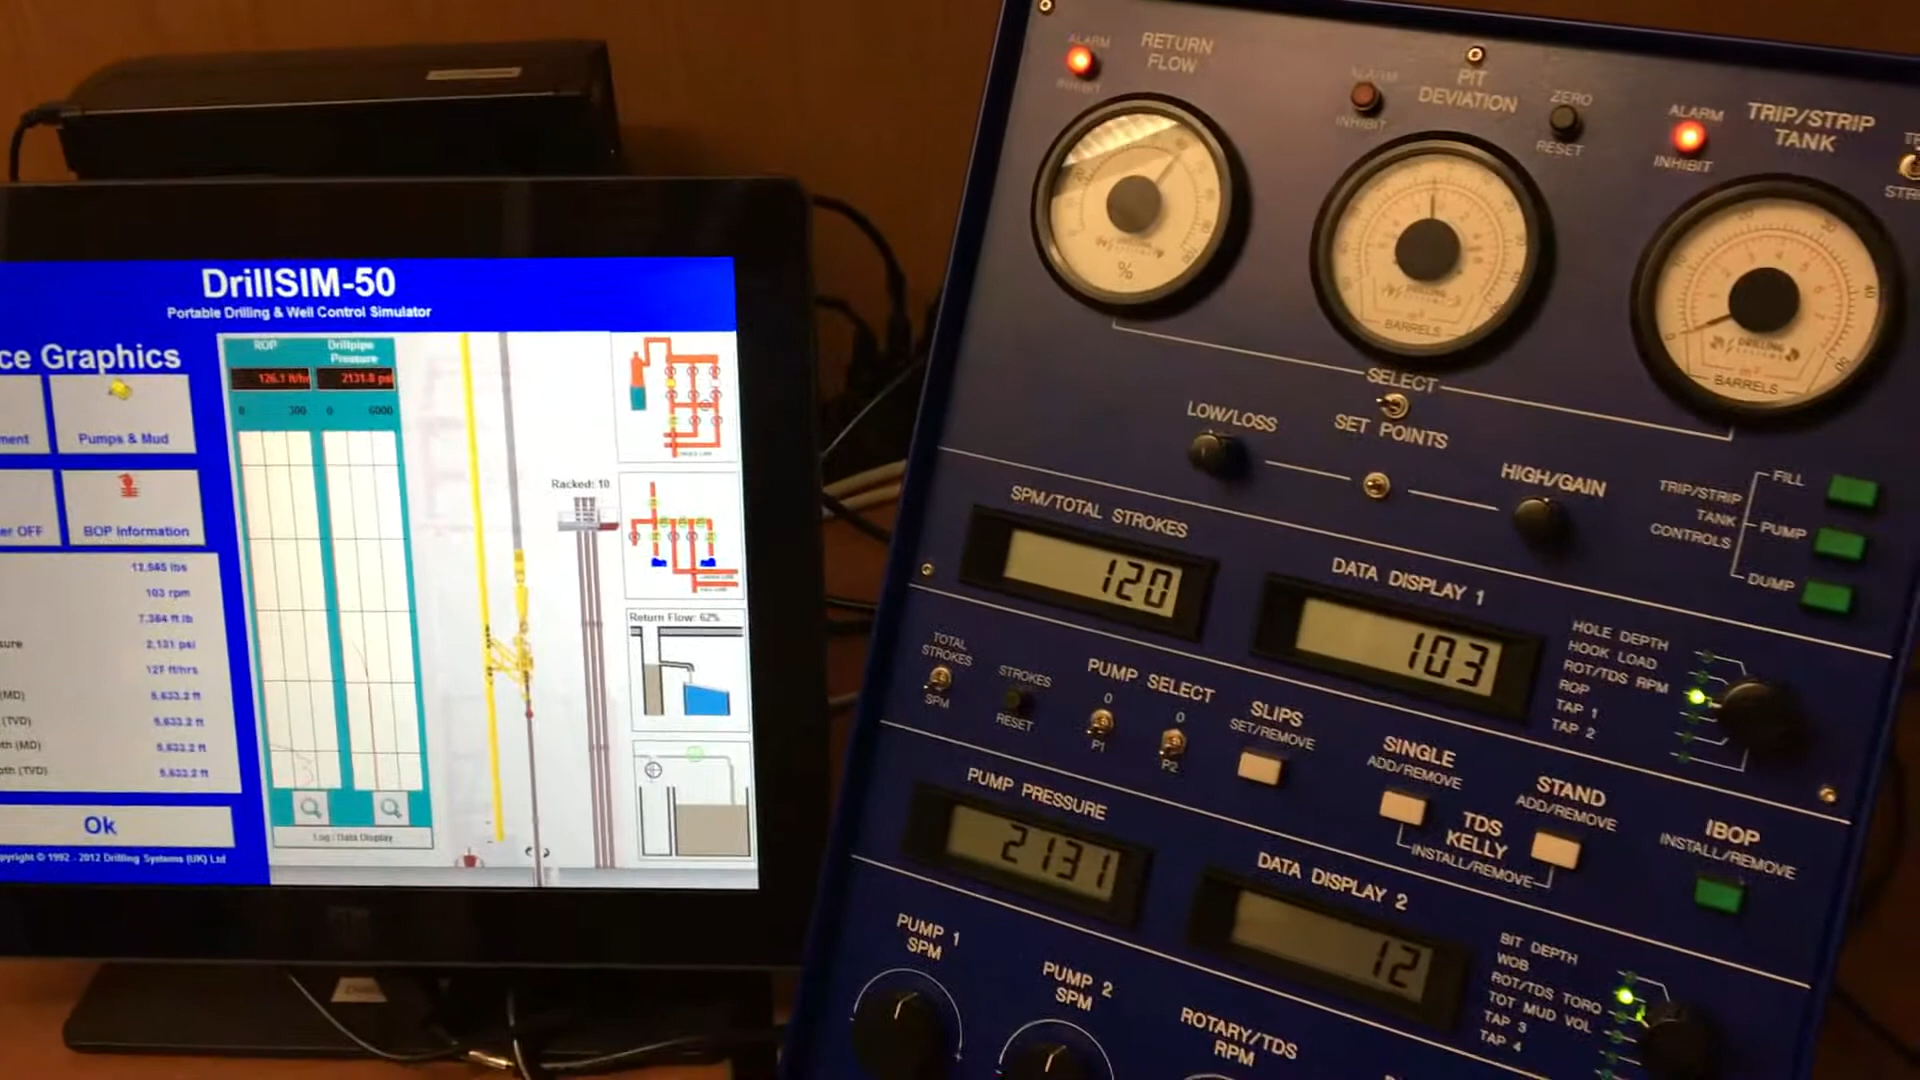 DrillSIM-50
Portable Drilling & Well Control Simulator
ce Graphics
ment
Pumps & Mud
er OFF
BOP Information
12,945 lbs
103 rpm
7,384 ft lb
sure
2,131 psi
127 ft/hrs
(MD)
5,633.2 ft
(TVD)
5,633.2 ft
th (MD)
5,633.2 ft
pth (TVD)
5,633.2 ft
Ok
pyright © 1992 - 2012 Drilling Systems (UK) Ltd
ROP
Drillpipe
Pressure
126.1 ft/hr
2131.8 psi
0
300
0
6000
Log / Data Display
Racked: 10
Return Flow: 62%
ALARM
INHIBIT
RETURN
FLOW
%
ALARM
INHIBIT
PIT
DEVIATION
ZERO
RESET
BARRELS
ALARM
INHIBIT
TRIP/STRIP
TANK
TR
STR
DRILLING
SYSTEMS
m³
BARRELS
SELECT
SET POINTS
LOW/LOSS
HIGH/GAIN
TRIP/STRIP
TANK
CONTROLS
FILL
PUMP
DUMP
SPM/TOTAL STROKES
120
DATA DISPLAY 1
103
HOLE DEPTH
HOOK LOAD
ROT/TDS RPM
ROP
TAP 1
TAP 2
TOTAL
STROKES
SPM
STROKES
RESET
PUMP SELECT
0
P1
0
P2
SLIPS
SET/REMOVE
SINGLE
ADD/REMOVE
STAND
ADD/REMOVE
TDS
KELLY
INSTALL/REMOVE
IBOP
INSTALL/REMOVE
PUMP PRESSURE
2131
DATA DISPLAY 2
12
BIT DEPTH
WOB
ROT/TDS TORQ
TOT MUD VOL
TAP 3
TAP 4
PUMP 1
SPM
PUMP 2
SPM
ROTARY/TDS
RPM